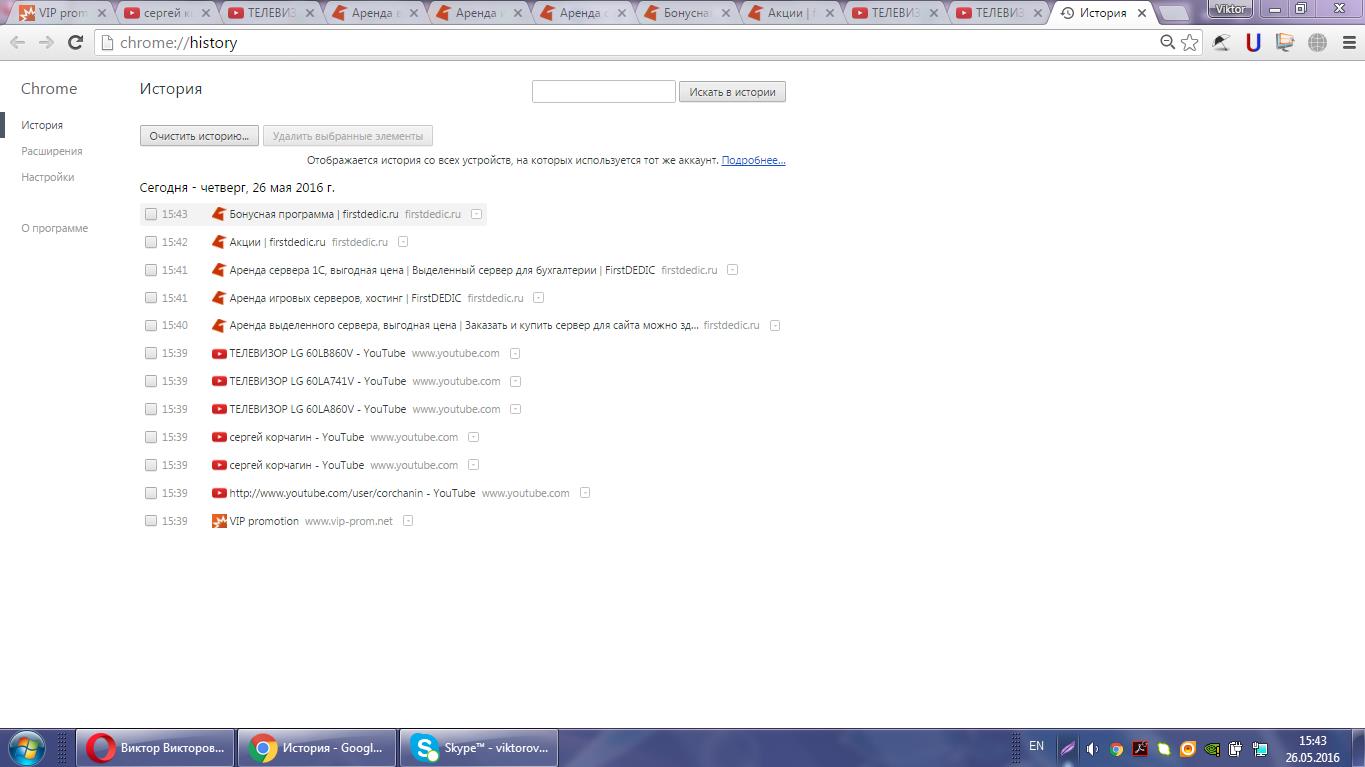 VIP prom
сергей к
ТЕЛЕВИЗ
Аренда в
Аренда и
Аренда с
Бонусная
Акции | f
ТЕЛЕВИЗ
ТЕЛЕВИЗ
История
Viktor
chrome://history
Chrome
История
Искать в истории
История
Расширения
Настройки
О программе
Очистить историю...
Удалить выбранные элементы
Отображается история со всех устройств, на которых используется тот же аккаунт. Подробнее...
Сегодня - четверг, 26 мая 2016 г.
15:43 Бонусная программа | firstdedic.ru firstdedic.ru
15:42 Акции | firstdedic.ru firstdedic.ru
15:41 Аренда сервера 1С, выгодная цена | Выделенный сервер для бухгалтерии | FirstDEDIC firstdedic.ru
15:41 Аренда игровых серверов, хостинг | FirstDEDIC firstdedic.ru
15:40 Аренда выделенного сервера, выгодная цена | Заказать и купить сервер для сайта можно зд... firstdedic.ru
15:39 ТЕЛЕВИЗОР LG 60LB860V - YouTube www.youtube.com
15:39 ТЕЛЕВИЗОР LG 60LA741V - YouTube www.youtube.com
15:39 ТЕЛЕВИЗОР LG 60LA860V - YouTube www.youtube.com
15:39 сергей корчагин - YouTube www.youtube.com
15:39 сергей корчагин - YouTube www.youtube.com
15:39 http://www.youtube.com/user/corchanin - YouTube www.youtube.com
15:39 VIP promotion www.vip-prom.net
Виктор Викторов...
История - Googl...
Skype™ - viktorov...
EN
15:43
26.05.2016